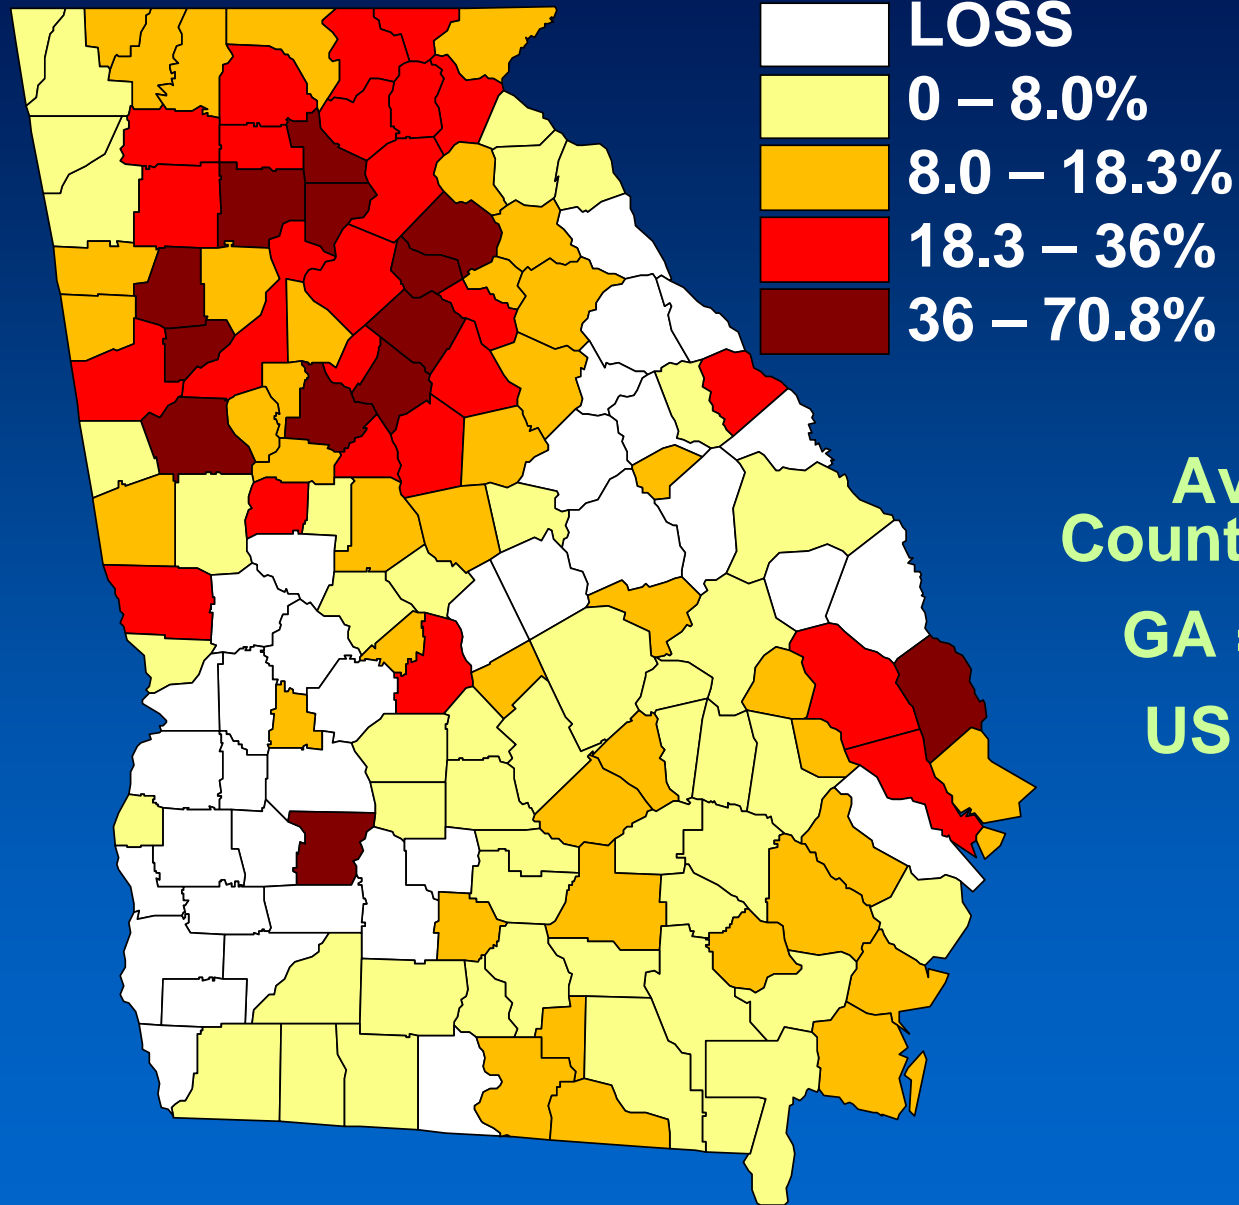 LOSS
0 – 8.0%
8.0 – 18.3%
18.3 – 36%
36 – 70.8%
GA
US